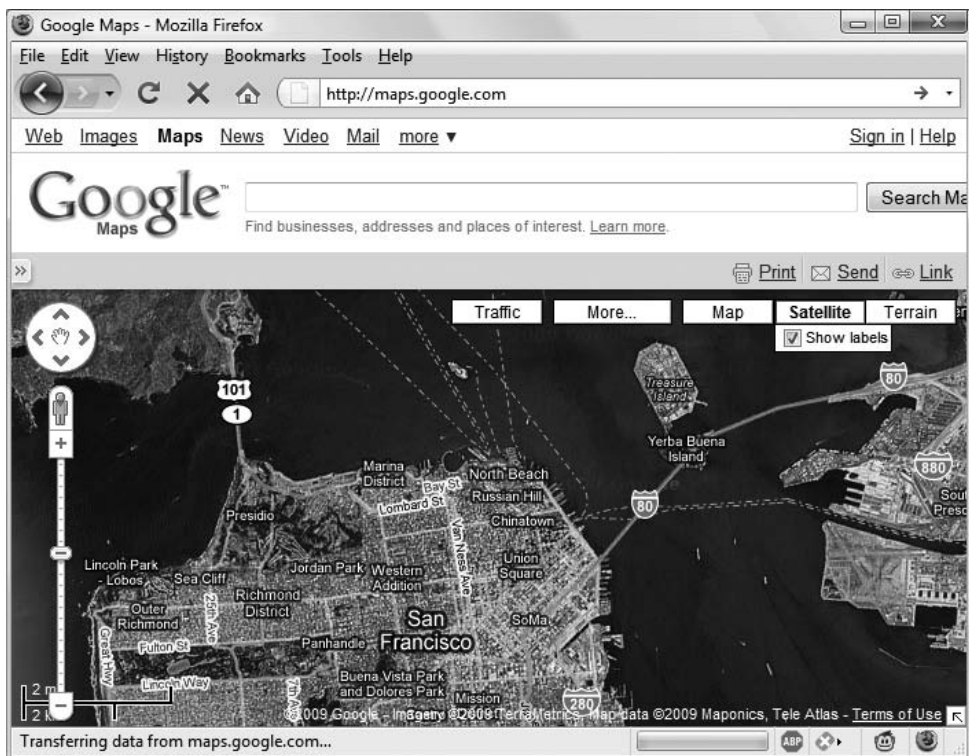 Google Maps - Mozilla Firefox
File Edit View History Bookmarks Tools Help
http://maps.google.com
Web Images Maps News Video Mail more ▼ Sign in | Help
Google™
Maps
Search Ma
Find businesses, addresses and places of interest. Learn more.
» Print Send Link
Traffic More... Map Satellite Terrain
Show labels
101
1
80
Treasure Island
Yerba Buena Island
880
80
Marina District
North Beach
Bay St
Russian Hill
Lombard St
Presidio
Chinatown
Van Ness Ave
Union Square
Lincoln Park - Lobos
Sea Cliff
Jordan Park
Western Addition
Richmond District
Outer Richmond
25th Ave
SoMa
San Francisco
Fulton St
Panhandle
Great Hwy
Lincoln Way
7th Ave
Buena Vista Park and Dolores Park
Mission
280
2 m
2 k
©2009 Google - Imagery ©2009 TerraMetrics, Map data ©2009 Maponics, Tele Atlas - Terms of Use
Transferring data from maps.google.com...
ABP